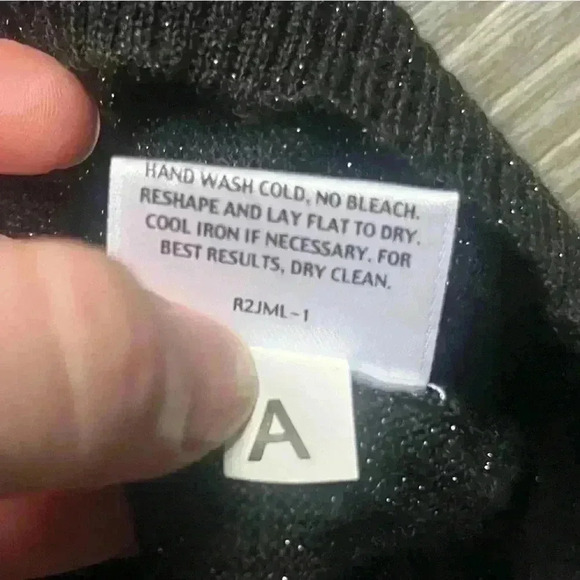 HAND WASH COLD, NO BLEACH.
RESHAPE AND LAY FLAT TO DRY.
COOL IRON IF NECESSARY. FOR
BEST RESULTS, DRY CLEAN.
R2JML-1
A